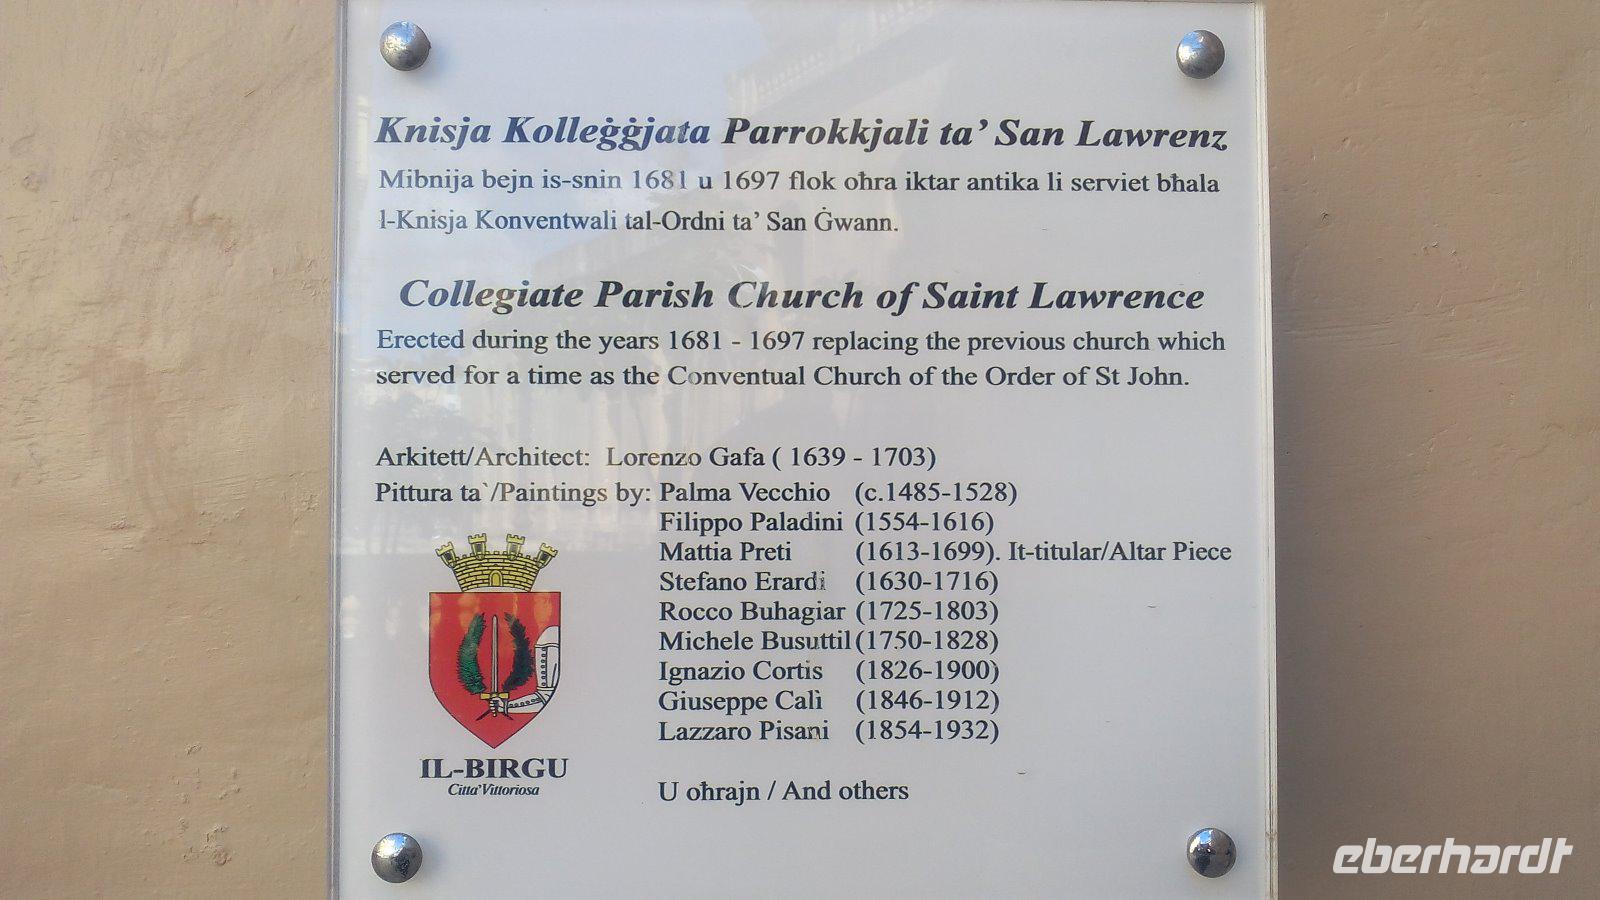 Knisja Kolleġġjata Parrokkjali ta' San Lawrenz
Mibnija bejn is-snin 1681 u 1697 flok oħra iktar antika li serviet bħala
l-Knisja Konventwali tal-Ordni ta' San Ġwann.
Collegiate Parish Church of Saint Lawrence
Erected during the years 1681 - 1697 replacing the previous church which
served for a time as the Conventual Church of the Order of St John.
Arkitett/Architect: Lorenzo Gafa ( 1639 - 1703)
Pittura ta`/Paintings by: Palma Vecchio (c.1485-1528)
Filippo Paladini (1554-1616)
Mattia Preti (1613-1699). It-titular/Altar Piece
Stefano Erardi (1630-1716)
Rocco Buhagiar (1725-1803)
Michele Busuttil (1750-1828)
Ignazio Cortis (1826-1900)
Giuseppe Calì (1846-1912)
Lazzaro Pisani (1854-1932)
IL-BIRGU
Citta' Vittoriosa
U oħrajn / And others
eberhardt